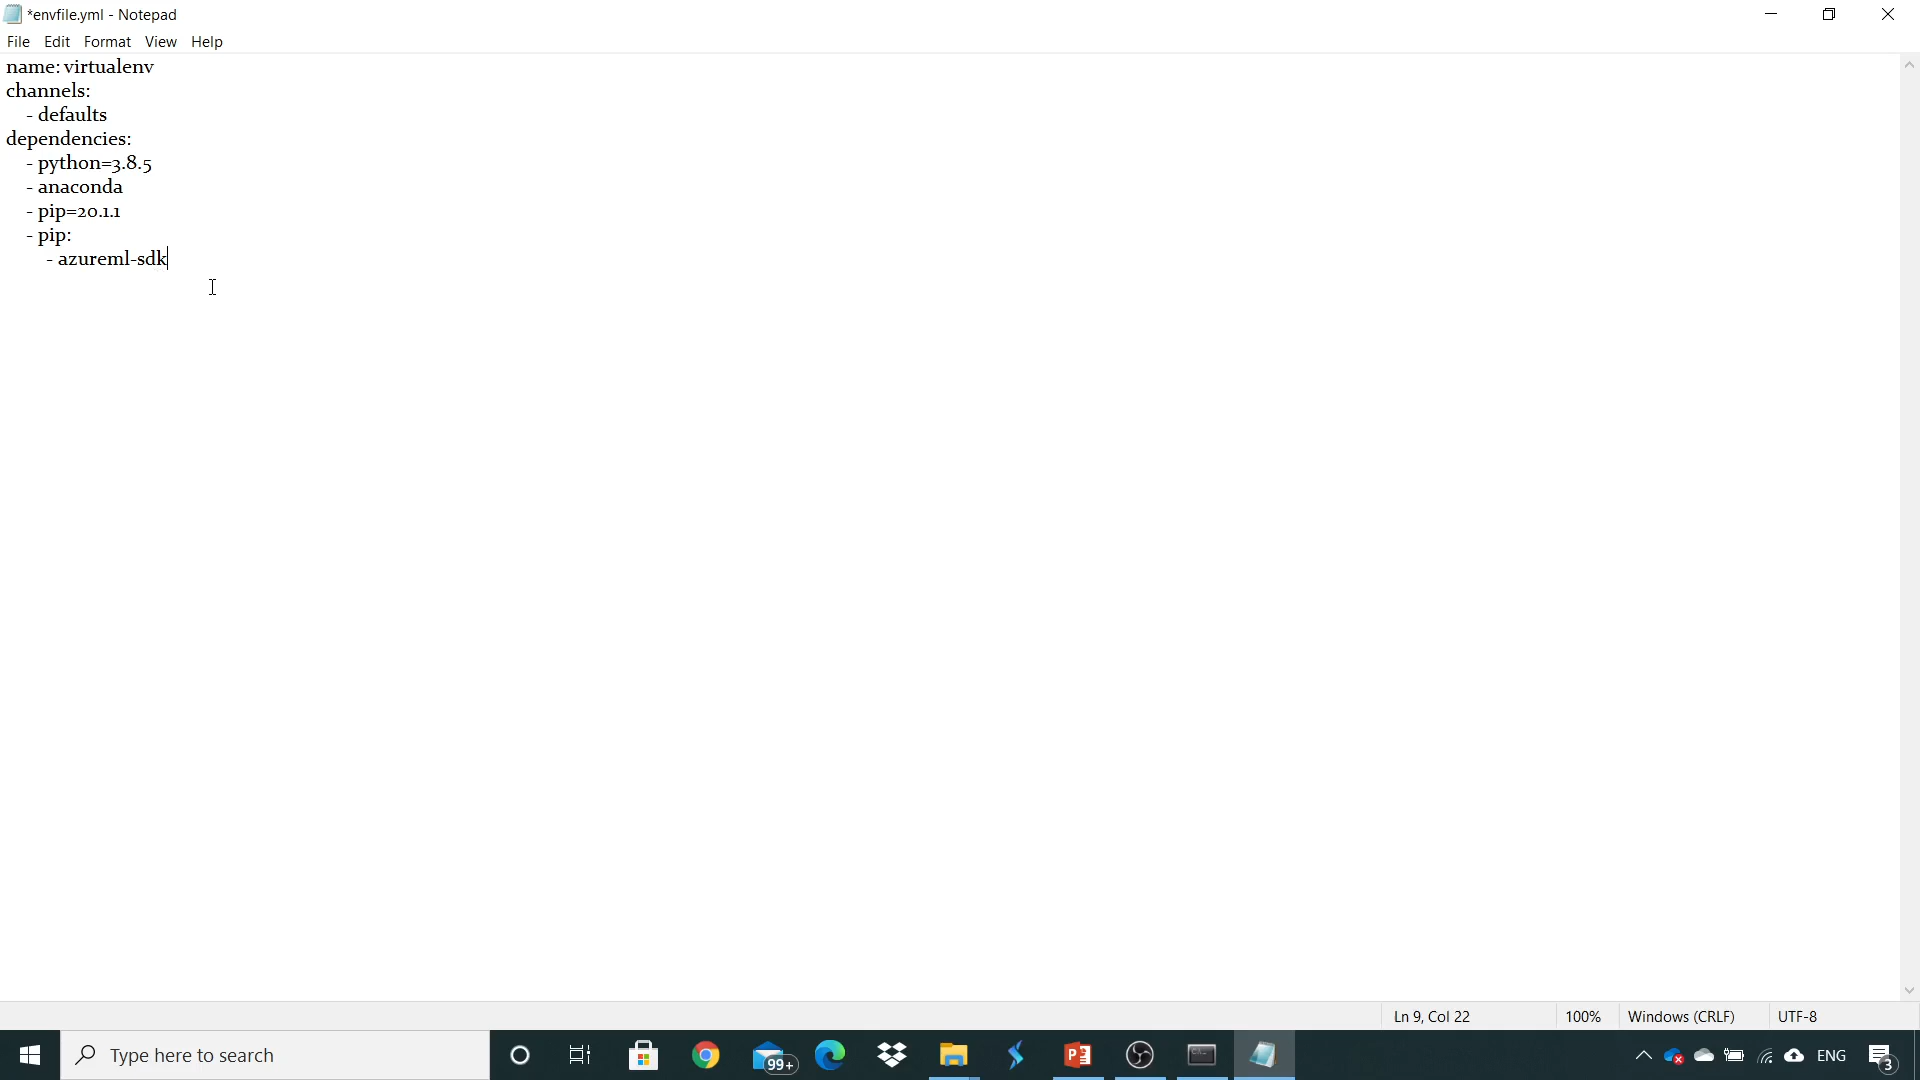 *envfile.yml - Notepad
File Edit Format View Help
name: virtualenv
channels:
- defaults
dependencies:
- python=3.8.5
- anaconda
- pip=20.1.1
- pip:
- azureml-sdk
Ln 9, Col 22 100% Windows (CRLF) UTF-8
Type here to search 99+ ENG 3